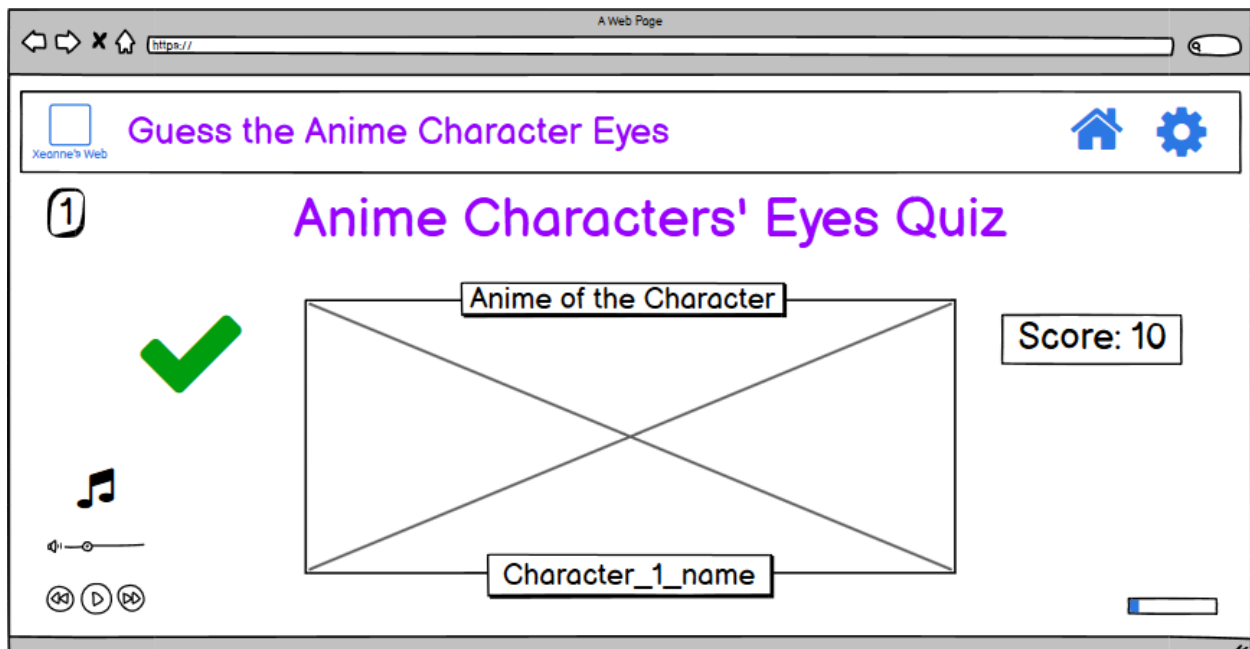 A Web Page
https://
Guess the Anime Character Eyes
Xeanne's Web
1
Anime Characters' Eyes Quiz
Anime of the Character
Score: 10
Character_1_name